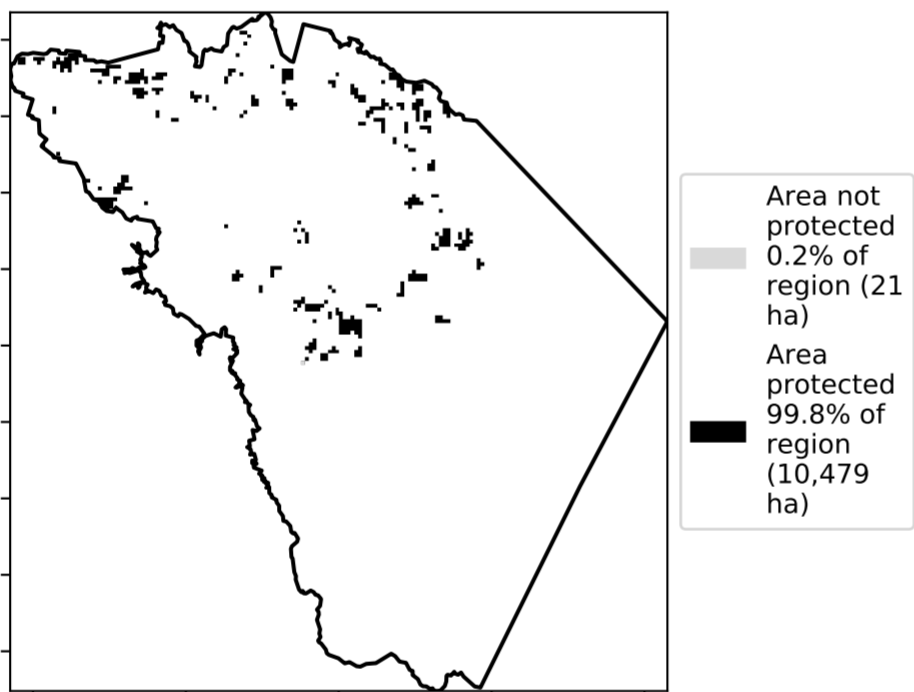 Area not
protected
0.2% of
region (21
ha)
Area
protected
99.8% of
region
(10,479
ha)